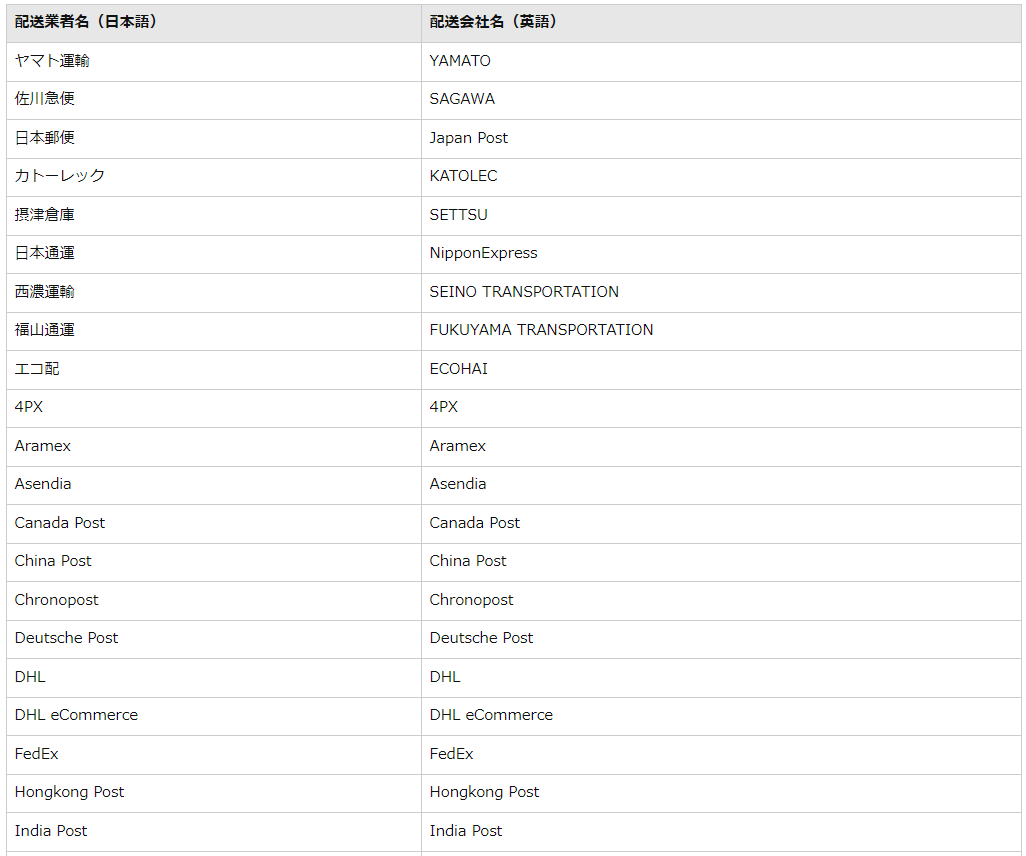 配送業者名（日本語） 配送会社名（英語）
ヤマト運輸 YAMATO
佐川急便 SAGAWA
日本郵便 Japan Post
カトーレック KATOLEC
摂津倉庫 SETTSU
日本通運 NipponExpress
西濃運輸 SEINO TRANSPORTATION
福山通運 FUKUYAMA TRANSPORTATION
エコ配 ECOHAI
4PX 4PX
Aramex Aramex
Asendia Asendia
Canada Post Canada Post
China Post China Post
Chronopost Chronopost
Deutsche Post Deutsche Post
DHL DHL
DHL eCommerce DHL eCommerce
FedEx FedEx
Hongkong Post Hongkong Post
India Post India Post